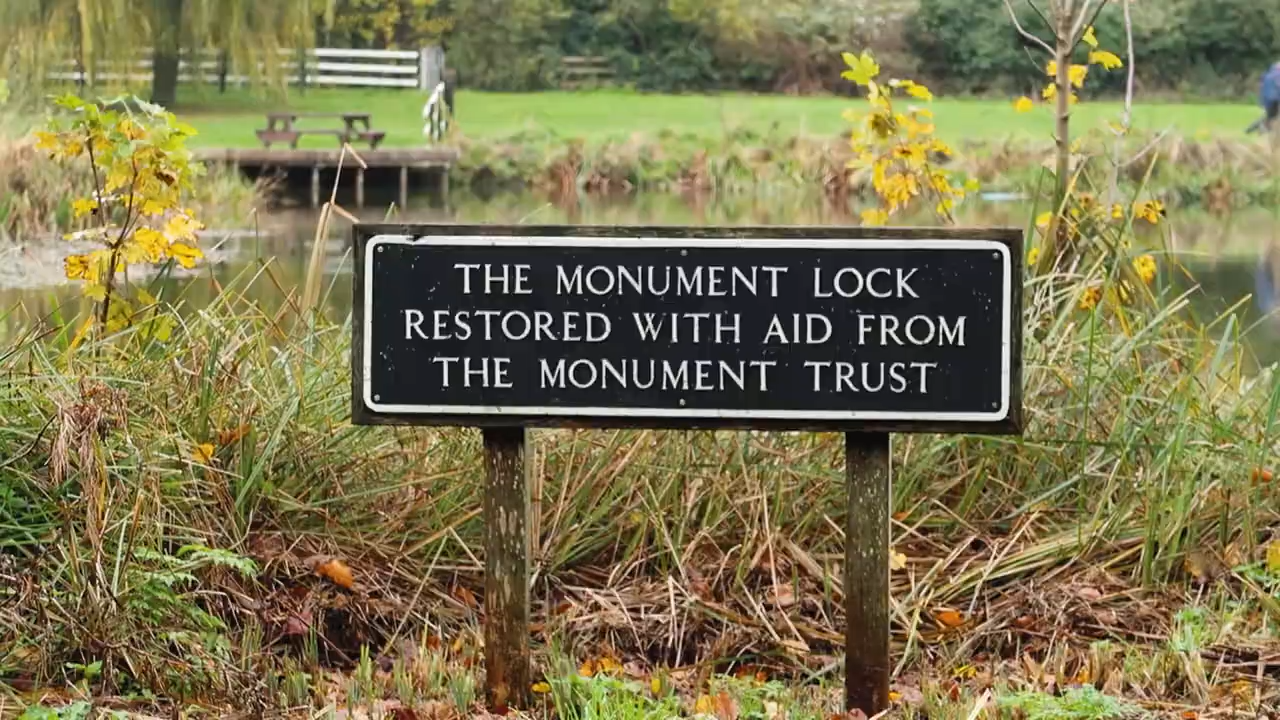 THE MONUMENT LOCK
RESTORED WITH AID FROM
THE MONUMENT TRUST